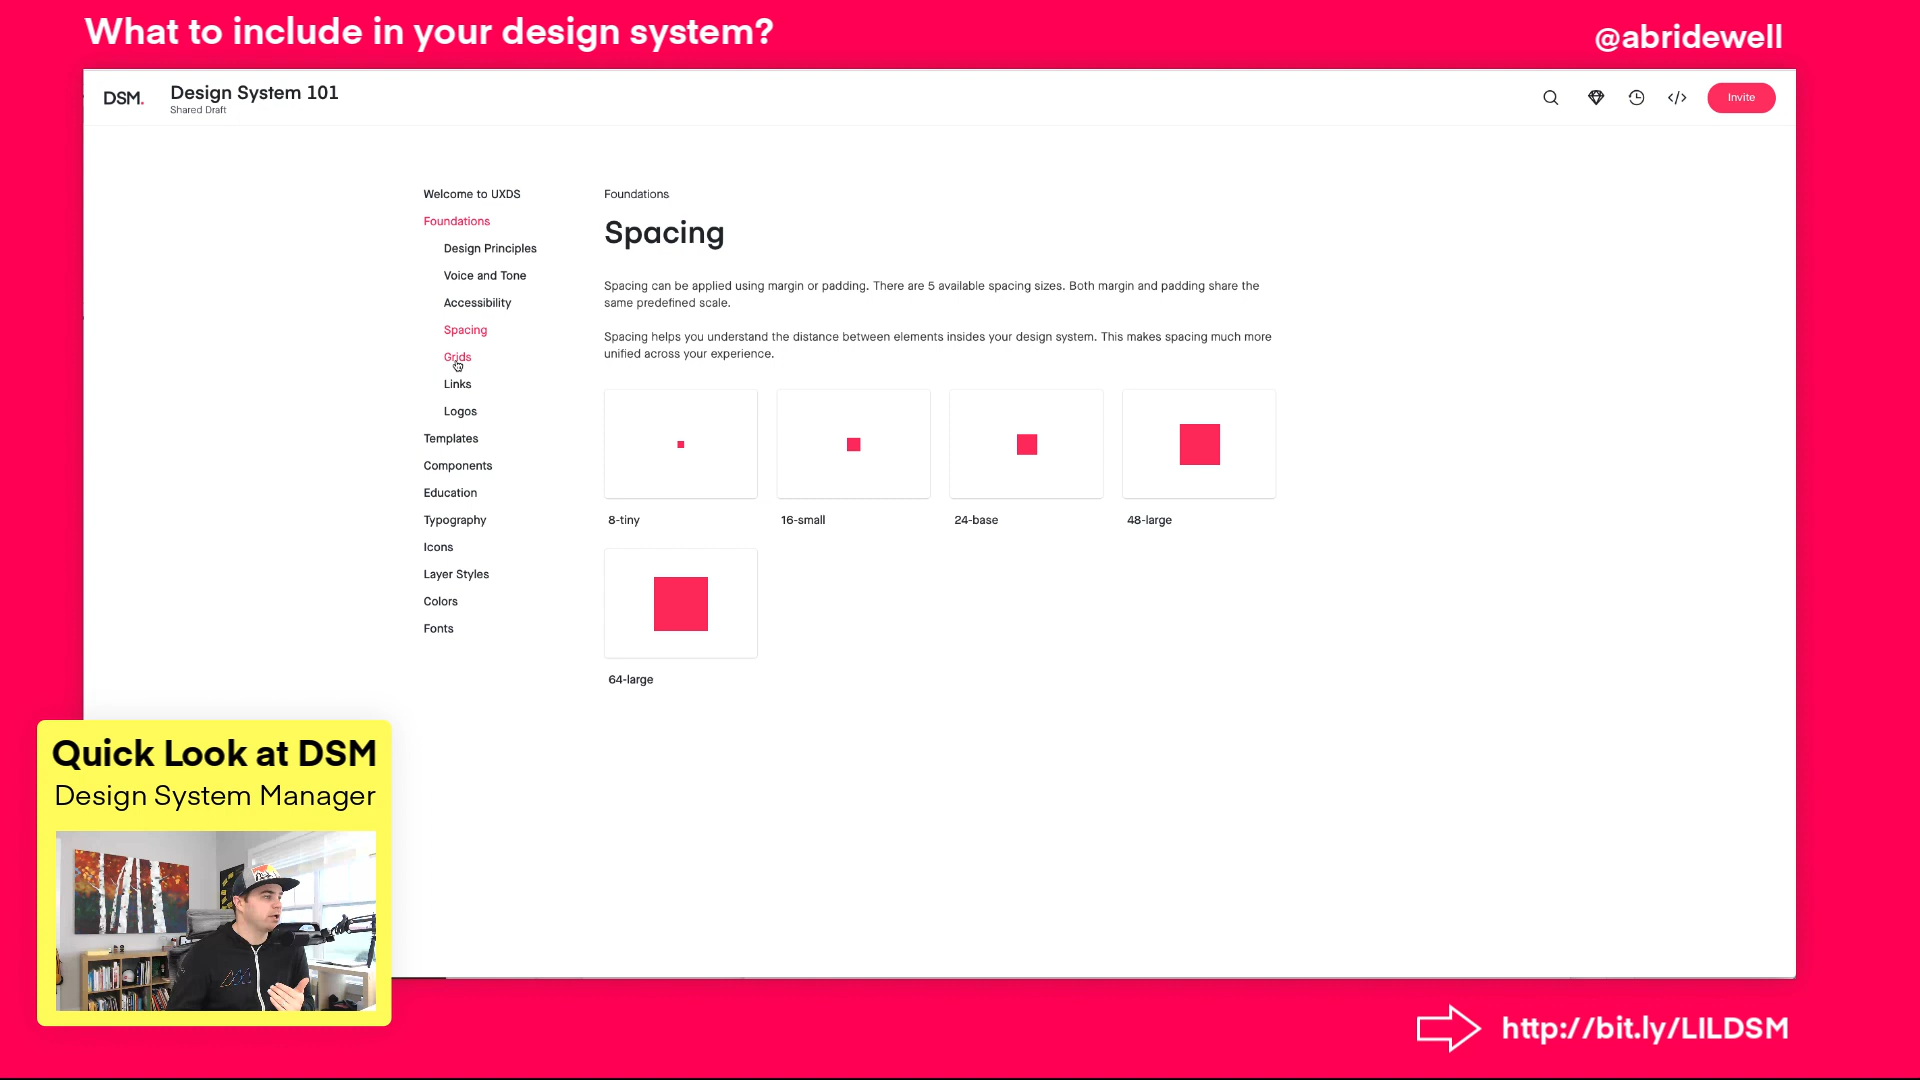 What to include in your design system?
@abridewell
DSM.
Design System 101
Shared Draft
Invite
Welcome to UXDS
Foundations
Design Principles
Voice and Tone
Accessibility
Spacing
Grids
Links
Logos
Templates
Components
Education
Typography
Icons
Layer Styles
Colors
Fonts
Foundations
Spacing
Spacing can be applied using margin or padding. There are 5 available spacing sizes. Both margin and padding share the
same predefined scale.
Spacing helps you understand the distance between elements insides your design system. This makes spacing much more
unified across your experience.
8-tiny
16-small
24-base
48-large
64-large
Quick Look at DSM
Design System Manager
http://bit.ly/LILDSM